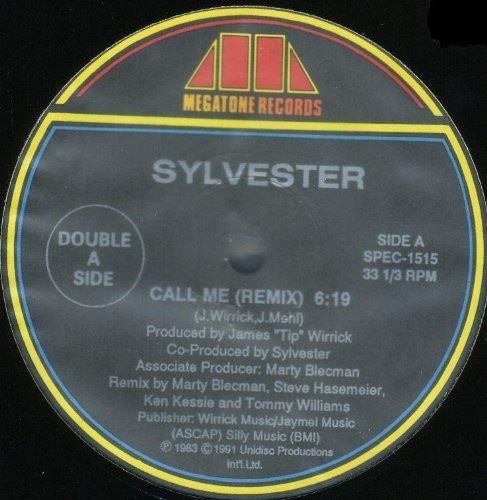 MEGATONE RECORDS
SYLVESTER
DOUBLE
A
SIDE
SIDE A
SPEC-1515
33 1/3 RPM
CALL ME (REMIX) 6:19
(J.Wirrick,J.Mehl)
Produced by James "Tip" Wirrick
Co-Produced by Sylvester
Associate Producer: Marty Blecman
Remix by Marty Blecman, Steve Hasemeier,
Ken Kessie and Tommy Williams
Publisher: Wirrick Music/Jaymel Music
(ASCAP) Silly Music (BMI)
℗ 1983 © 1991 Unidisc Productions
Int'l.Ltd.